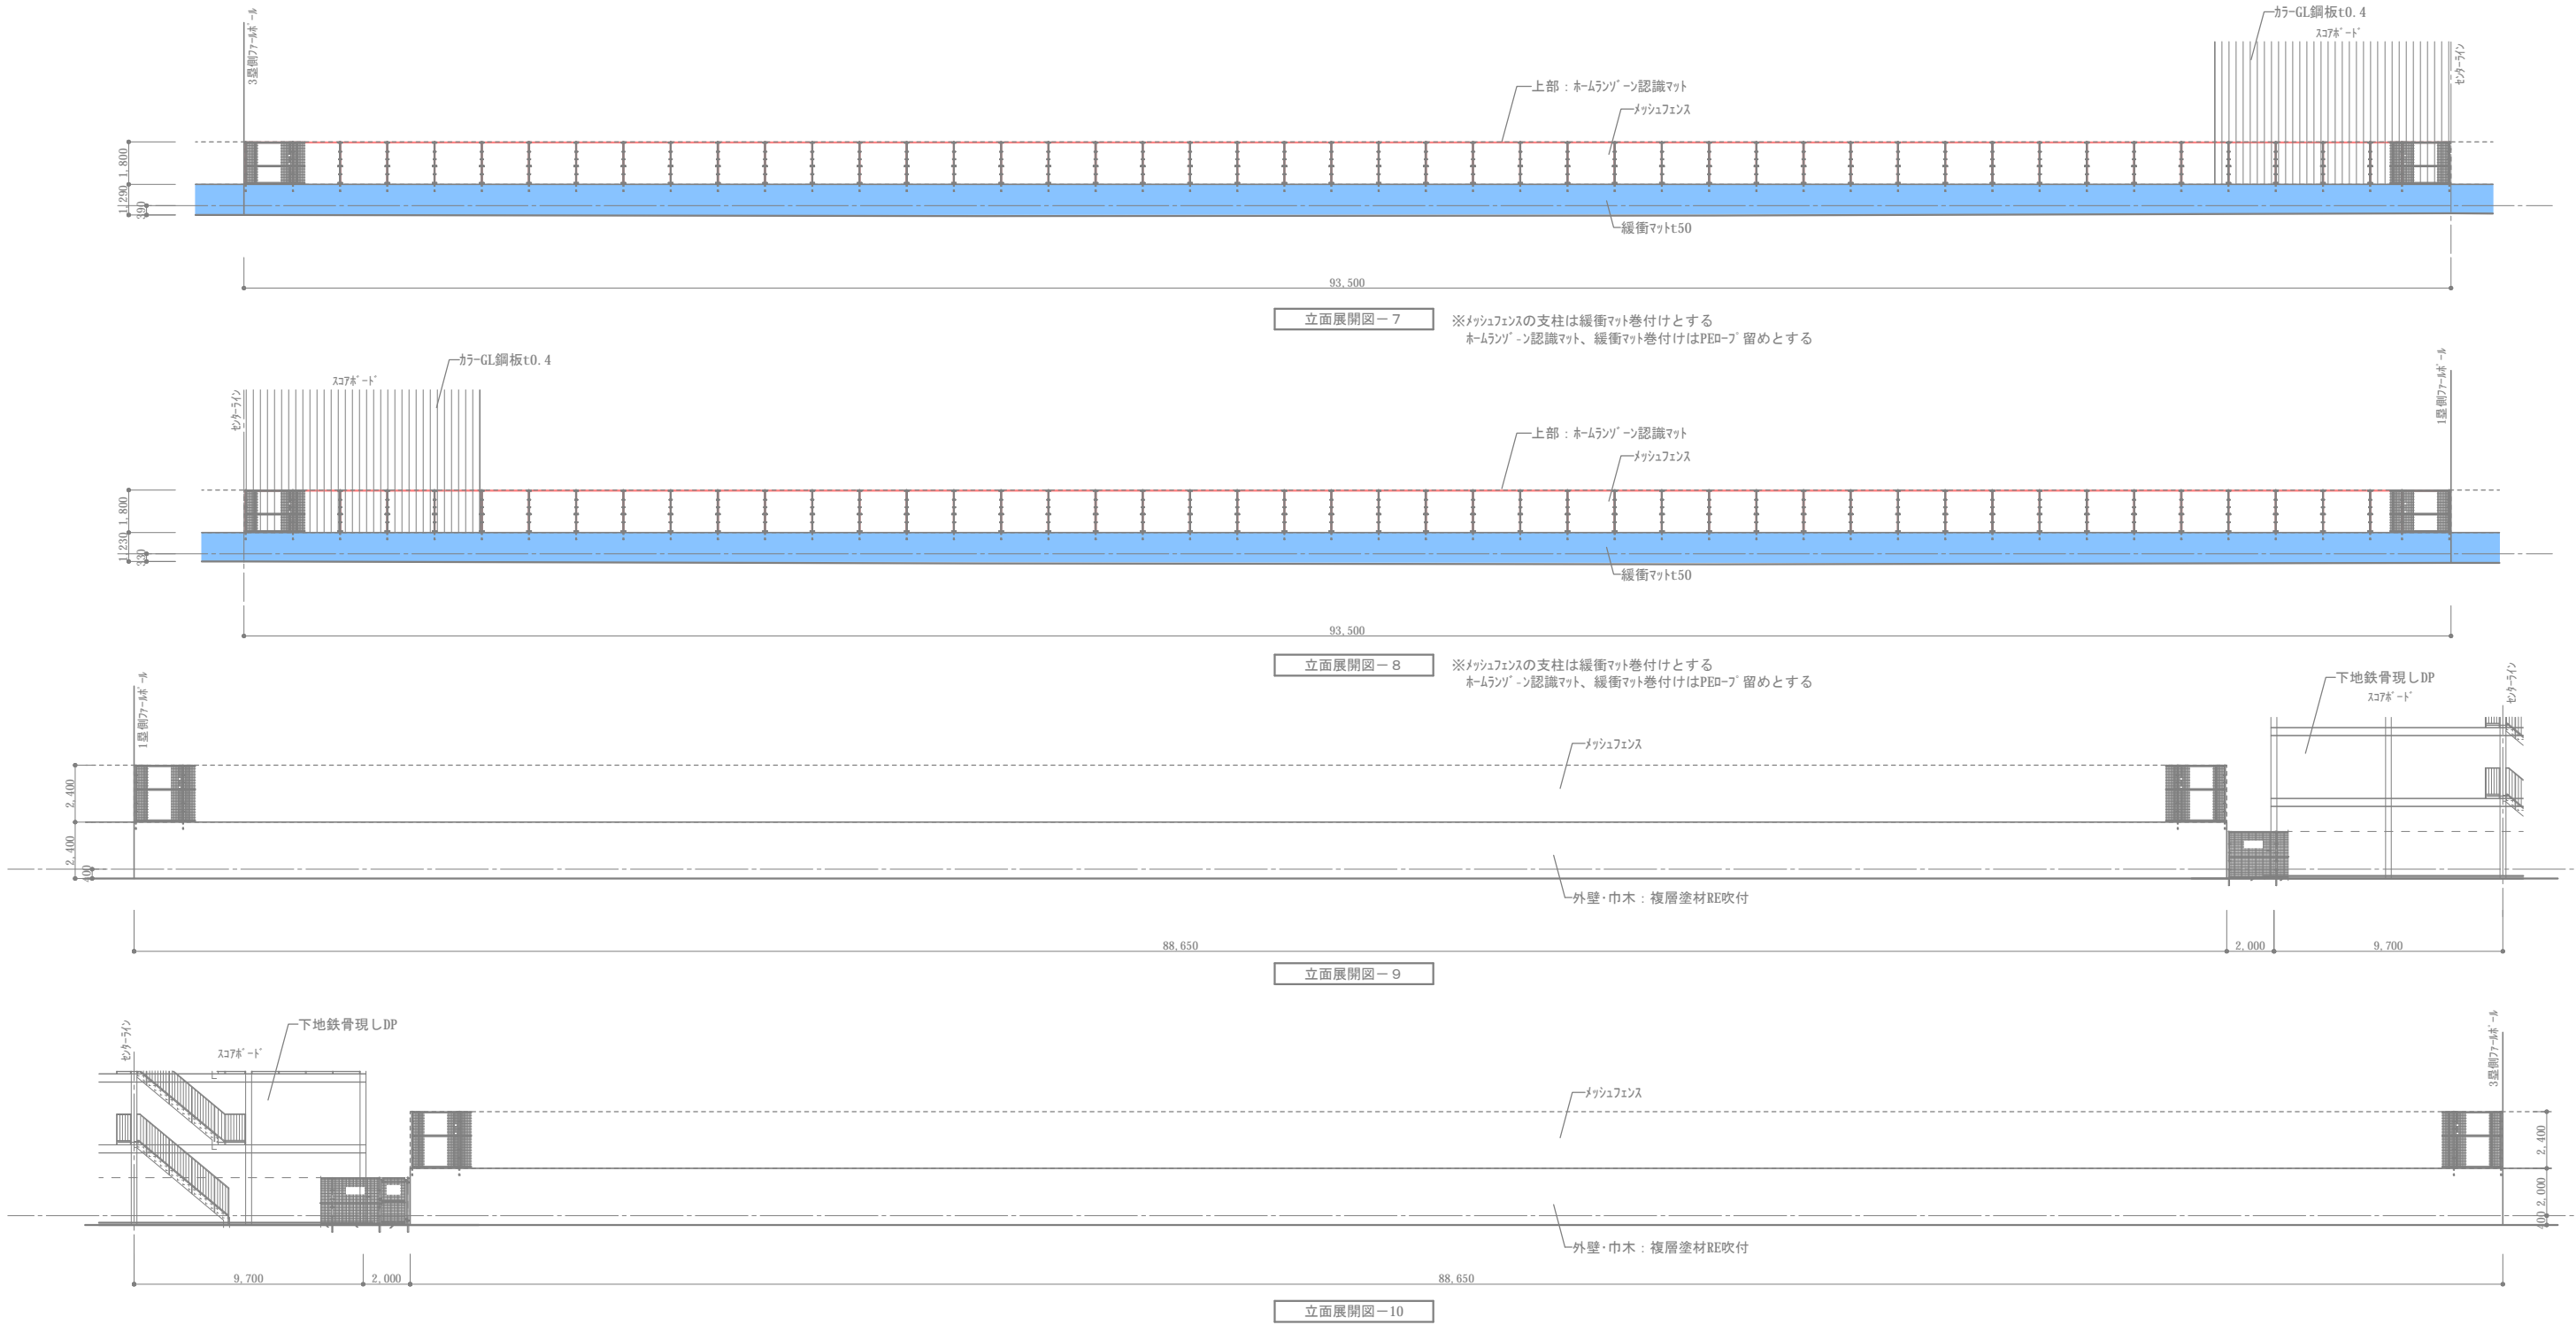 3塁側ファールポール
カラーGL鋼板t0.4
スコアボード
センターライン
上部：ホームランゾーン認識マット
メッシュフェンス
1,800
1,290
390
緩衝マットt50
93,500
立面展開図－7
※メッシュフェンスの支柱は緩衝マット巻付けとする
ホームランゾーン認識マット、緩衝マット巻付けはPEロープ留めとする
カラーGL鋼板t0.4
スコアボード
センターライン
1塁側ファールポール
上部：ホームランゾーン認識マット
メッシュフェンス
1,800
1,230
330
緩衝マットt50
93,500
立面展開図－8
※メッシュフェンスの支柱は緩衝マット巻付けとする
ホームランゾーン認識マット、緩衝マット巻付けはPEロープ留めとする
1塁側ファールポール
下地鉄骨現しDP
スコアボード
センターライン
メッシュフェンス
2,400
2,400
400
外壁･巾木：複層塗材RE吹付
88,650
2,000
9,700
立面展開図－9
センターライン
スコアボード
下地鉄骨現しDP
3塁側ファールポール
メッシュフェンス
2,400
2,000
400
外壁･巾木：複層塗材RE吹付
9,700
2,000
88,650
立面展開図－10